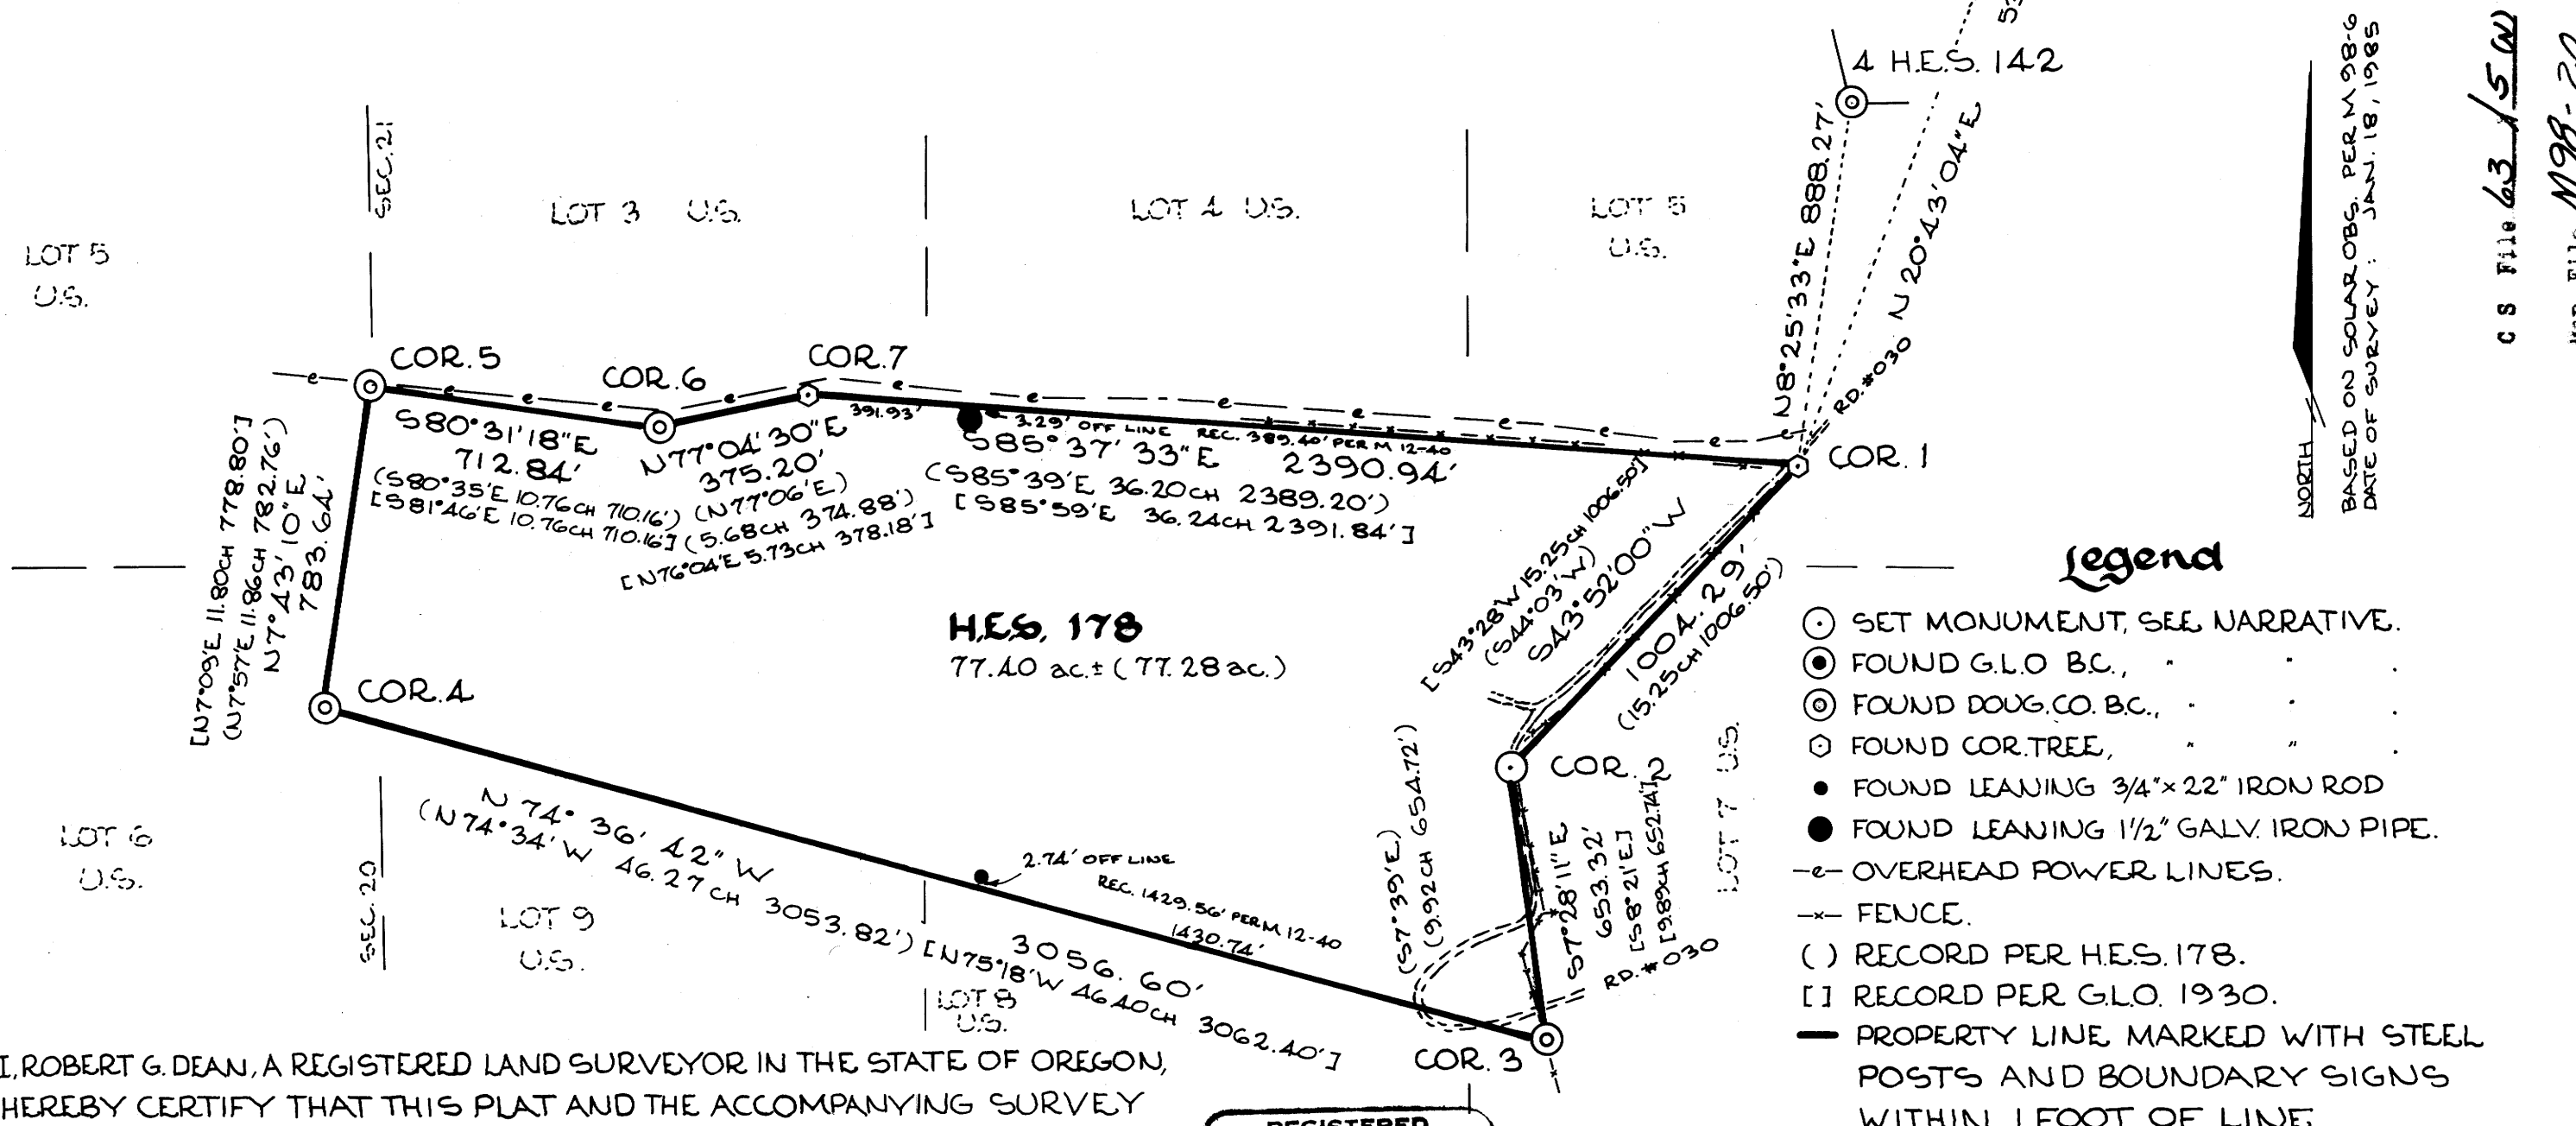 4 H.E.S. 142
N8°25'33"E 888.27'
N 20°43'04"E
RD.#030
NORTH
BASED ON SOLAR OBS. PER M98-6
DATE OF SURVEY: JAN. 18, 1985
C S File 63/15(N)
SEC. 21
LOT 3 U.S.
LOT 4 U.S.
LOT 5
U.S.
LOT 5
U.S.
COR. 5
COR. 6
COR. 7
COR. 1
S80°31'18"E
712.84'
(S80°35'E 10.76CH 710.16')
[S81°46'E 10.76CH 710.16']
N77°04'30"E
375.20'
(N77°06'E)
(5.68CH 374.88')
[N76°04'E 5.73CH 378.18']
391.93'
3.29' OFF LINE REC. 389.40' PER M 12-40
S85°37'33"E 2390.94'
(S85°39'E 36.20CH 2389.20')
[S85°59'E 36.24CH 2391.84']
[N7°09'E 11.80CH 778.80']
(N7°57'E 11.86CH 782.76')
N7°43'10"E
783.64'
[S43°28'W 15.25CH 1006.50']
(S44°03'W)
S43°52'00"W
1004.29'
(15.25CH 1006.50')
H.E.S. 178
77.40 ac.± (77.28 ac.)
COR. 4
COR. 2
LOT 7 U.S.
(S7°39'E)
(9.92CH 654.72')
S7°28'11"E
653.32'
[S8°21'E]
[9.89CH 652.74']
RD.#030
N 74°36'42"W
(N74°34'W 46.27CH 3053.82')
3056.60'
[N75°18'W 46.40CH 3062.40']
2.74' OFF LINE
REC. 1429.56' PER M 12-40
1430.74'
LOT 6
U.S.
SEC. 20
LOT 9
U.S.
LOT 8
U.S.
COR. 3
Legend
SET MONUMENT, SEE NARRATIVE.
FOUND G.L.O B.C., " " .
FOUND DOUG.CO. B.C., " " .
FOUND COR.TREE, " " .
FOUND LEANING 3/4"×22" IRON ROD
FOUND LEANING 1½" GALV. IRON PIPE.
-e- OVERHEAD POWER LINES.
-x- FENCE.
( ) RECORD PER H.E.S. 178.
[ ] RECORD PER G.L.O. 1930.
PROPERTY LINE MARKED WITH STEEL
POSTS AND BOUNDARY SIGNS
WITHIN 1 FOOT OF LINE
I, ROBERT G. DEAN, A REGISTERED LAND SURVEYOR IN THE STATE OF OREGON,
HEREBY CERTIFY THAT THIS PLAT AND THE ACCOMPANYING SURVEY
REGISTERED